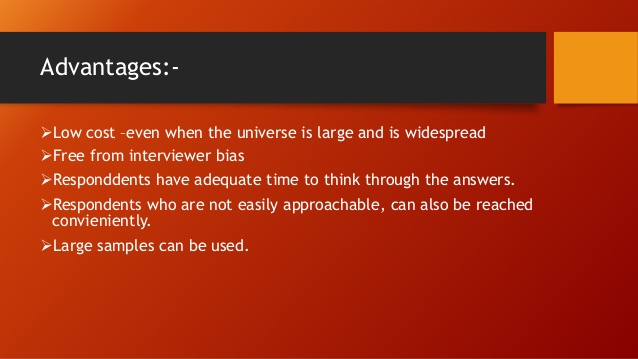 Advantages:-
➢Low cost –even when the universe is large and is widespread
➢Free from interviewer bias
➢Responddents have adequate time to think through the answers.
➢Respondents who are not easily approachable, can also be reached
convieniently.
➢Large samples can be used.